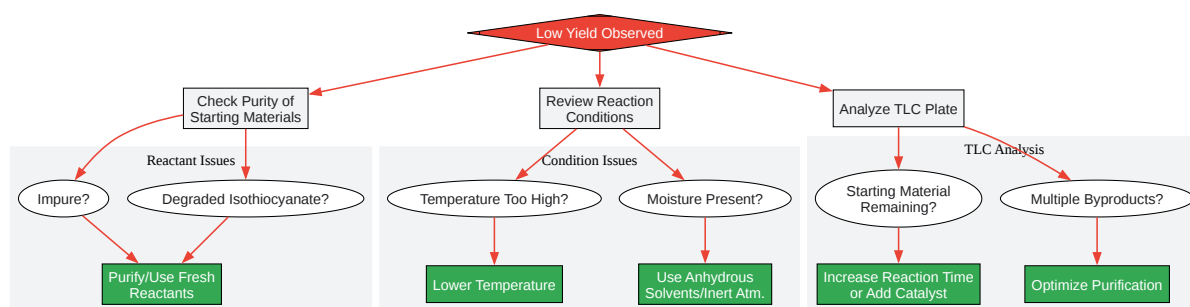 Low Yield Observed
Check Purity of
Starting Materials
Review Reaction
Conditions
Analyze TLC Plate
Reactant Issues
Condition Issues
TLC Analysis
Impure?
Degraded Isothiocyanate?
Temperature Too High?
Moisture Present?
Starting Material
Remaining?
Multiple Byproducts?
Purify/Use Fresh
Reactants
Lower Temperature
Use Anhydrous
Solvents/Inert Atm.
Increase Reaction Time
or Add Catalyst
Optimize Purification